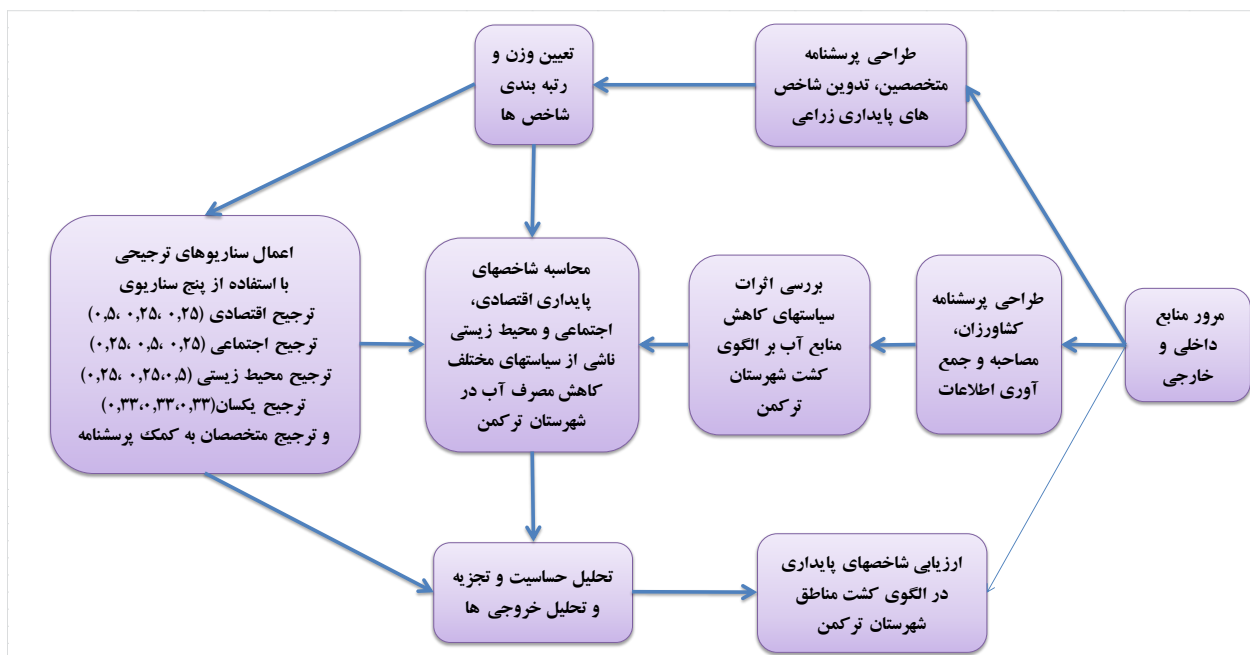 طراحی پرسشنامه
متخصصین، تدوین شاخص
های پایداری زراعی
تعیین وزن و
رتبه بندی
شاخص ها
مرور منابع
داخلی و
خارجی
طراحی پرسشنامه
کشاورزان،
مصاحبه و جمع
آوری اطلاعات
بررسی اثرات
سیاستهای کاهش
منابع آب بر الگوی
کشت شهرستان
ترکمن
محاسبه شاخصهای
پایداری اقتصادی،
اجتماعی و محیط زیستی
ناشی از سیاستهای مختلف
کاهش مصرف آب در
شهرستان ترکمن
اعمال سناریوهای ترجیحی
با استفاده از پنج سناریوی
ترجیح اقتصادی (۰,۲۵ ،۰,۲۵ ،۰,۵)
ترجیح اجتماعی (۰,۲۵ ،۰,۵ ،۰,۲۵)
ترجیح محیط زیستی (۰,۲۵،۰,۵ ،۰,۲۵)
ترجیح یکسان(۰,۳۳،۰,۳۳،۰,۳۳)
و ترجیج متخصصان به کمک پرسشنامه
ارزیابی شاخصهای پایداری
در الگوی کشت مناطق
شهرستان ترکمن
تحلیل حساسیت و تجزیه
و تحلیل خروجی ها